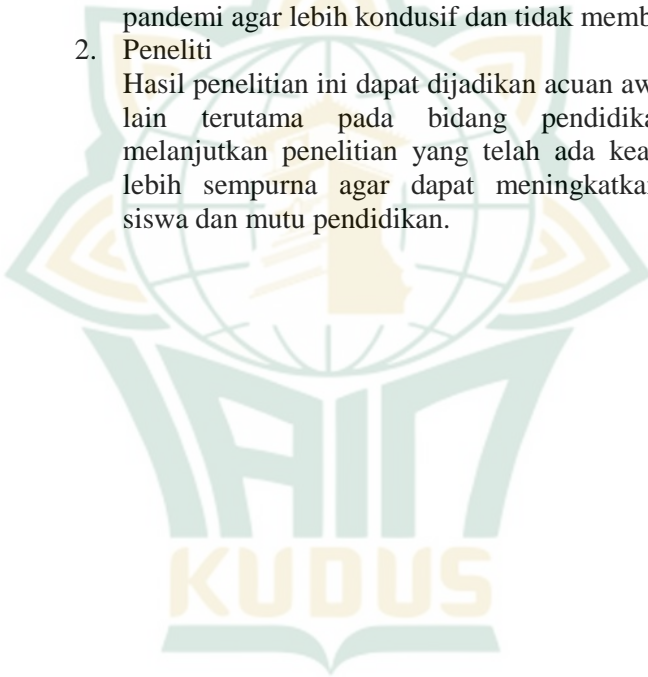 pandemi agar lebih kondusif dan tidak memb
2. Peneliti
Hasil penelitian ini dapat dijadikan acuan aw
lain terutama pada bidang pendidika
melanjutkan penelitian yang telah ada kea
lebih sempurna agar dapat meningkatka
siswa dan mutu pendidikan.
IAIN
KUDUS